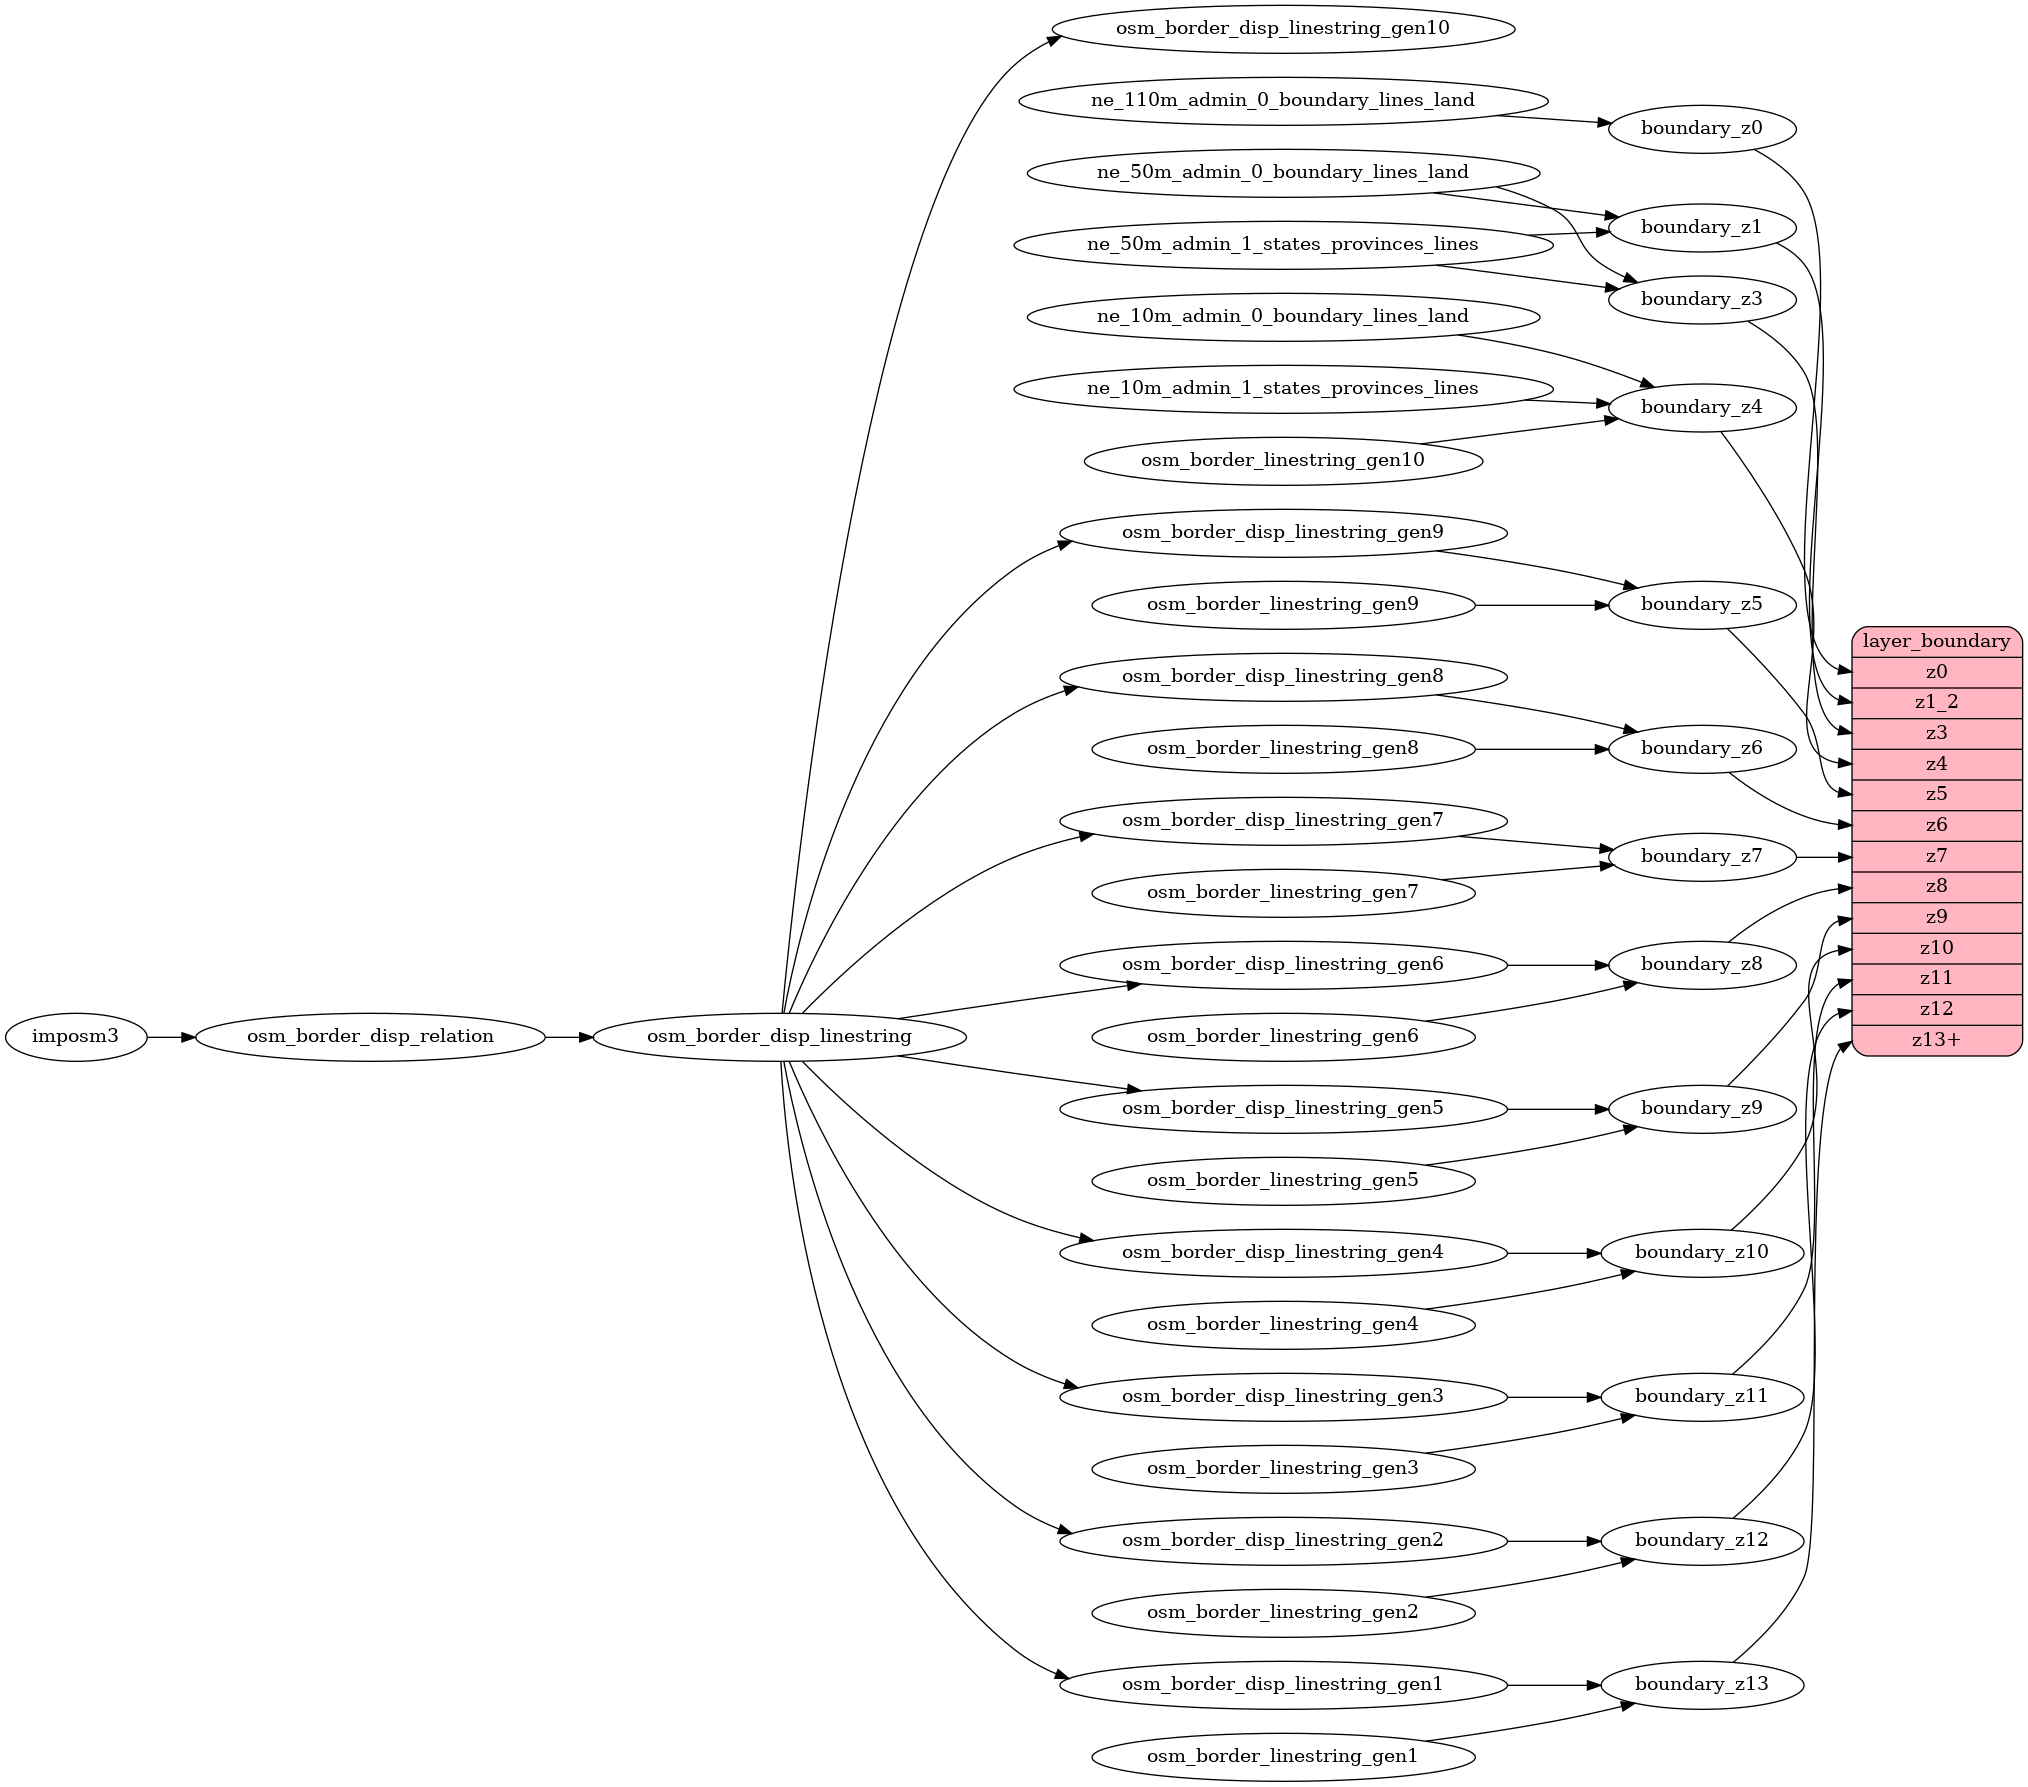 osm_border_disp_linestring_gen10
ne_110m_admin_0_boundary_lines_land
boundary_z0
ne_50m_admin_0_boundary_lines_land
boundary_z1
ne_50m_admin_1_states_provinces_lines
boundary_z3
ne_10m_admin_0_boundary_lines_land
ne_10m_admin_1_states_provinces_lines
boundary_z4
osm_border_linestring_gen10
osm_border_disp_linestring_gen9
osm_border_linestring_gen9
boundary_z5
osm_border_disp_linestring_gen8
osm_border_linestring_gen8
boundary_z6
osm_border_disp_linestring_gen7
boundary_z7
osm_border_linestring_gen7
osm_border_disp_linestring_gen6
boundary_z8
imposm3
osm_border_disp_relation
osm_border_disp_linestring
osm_border_linestring_gen6
osm_border_disp_linestring_gen5
boundary_z9
osm_border_linestring_gen5
osm_border_disp_linestring_gen4
boundary_z10
osm_border_linestring_gen4
osm_border_disp_linestring_gen3
boundary_z11
osm_border_linestring_gen3
osm_border_disp_linestring_gen2
boundary_z12
osm_border_linestring_gen2
osm_border_disp_linestring_gen1
boundary_z13
osm_border_linestring_gen1
layer_boundary
z0
z1_2
z3
z4
z5
z6
z7
z8
z9
z10
z11
z12
z13+